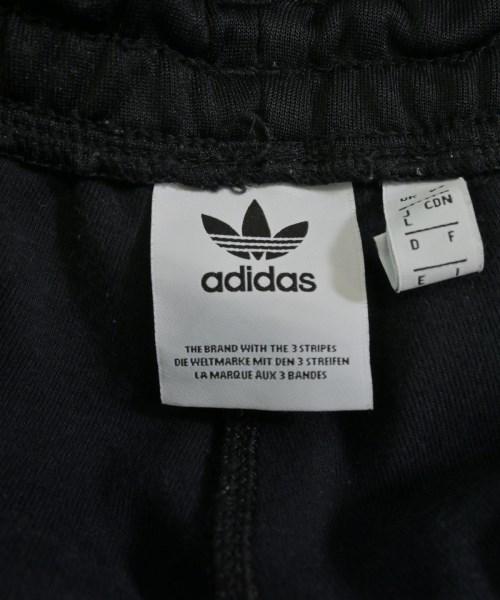 adidas
THE BRAND WITH THE 3 STRIPES
DIE WELTMARKE MIT DEN 3 STREIFEN
LA MARQUE AUX 3 BANDES
J CDN
L
D F
E